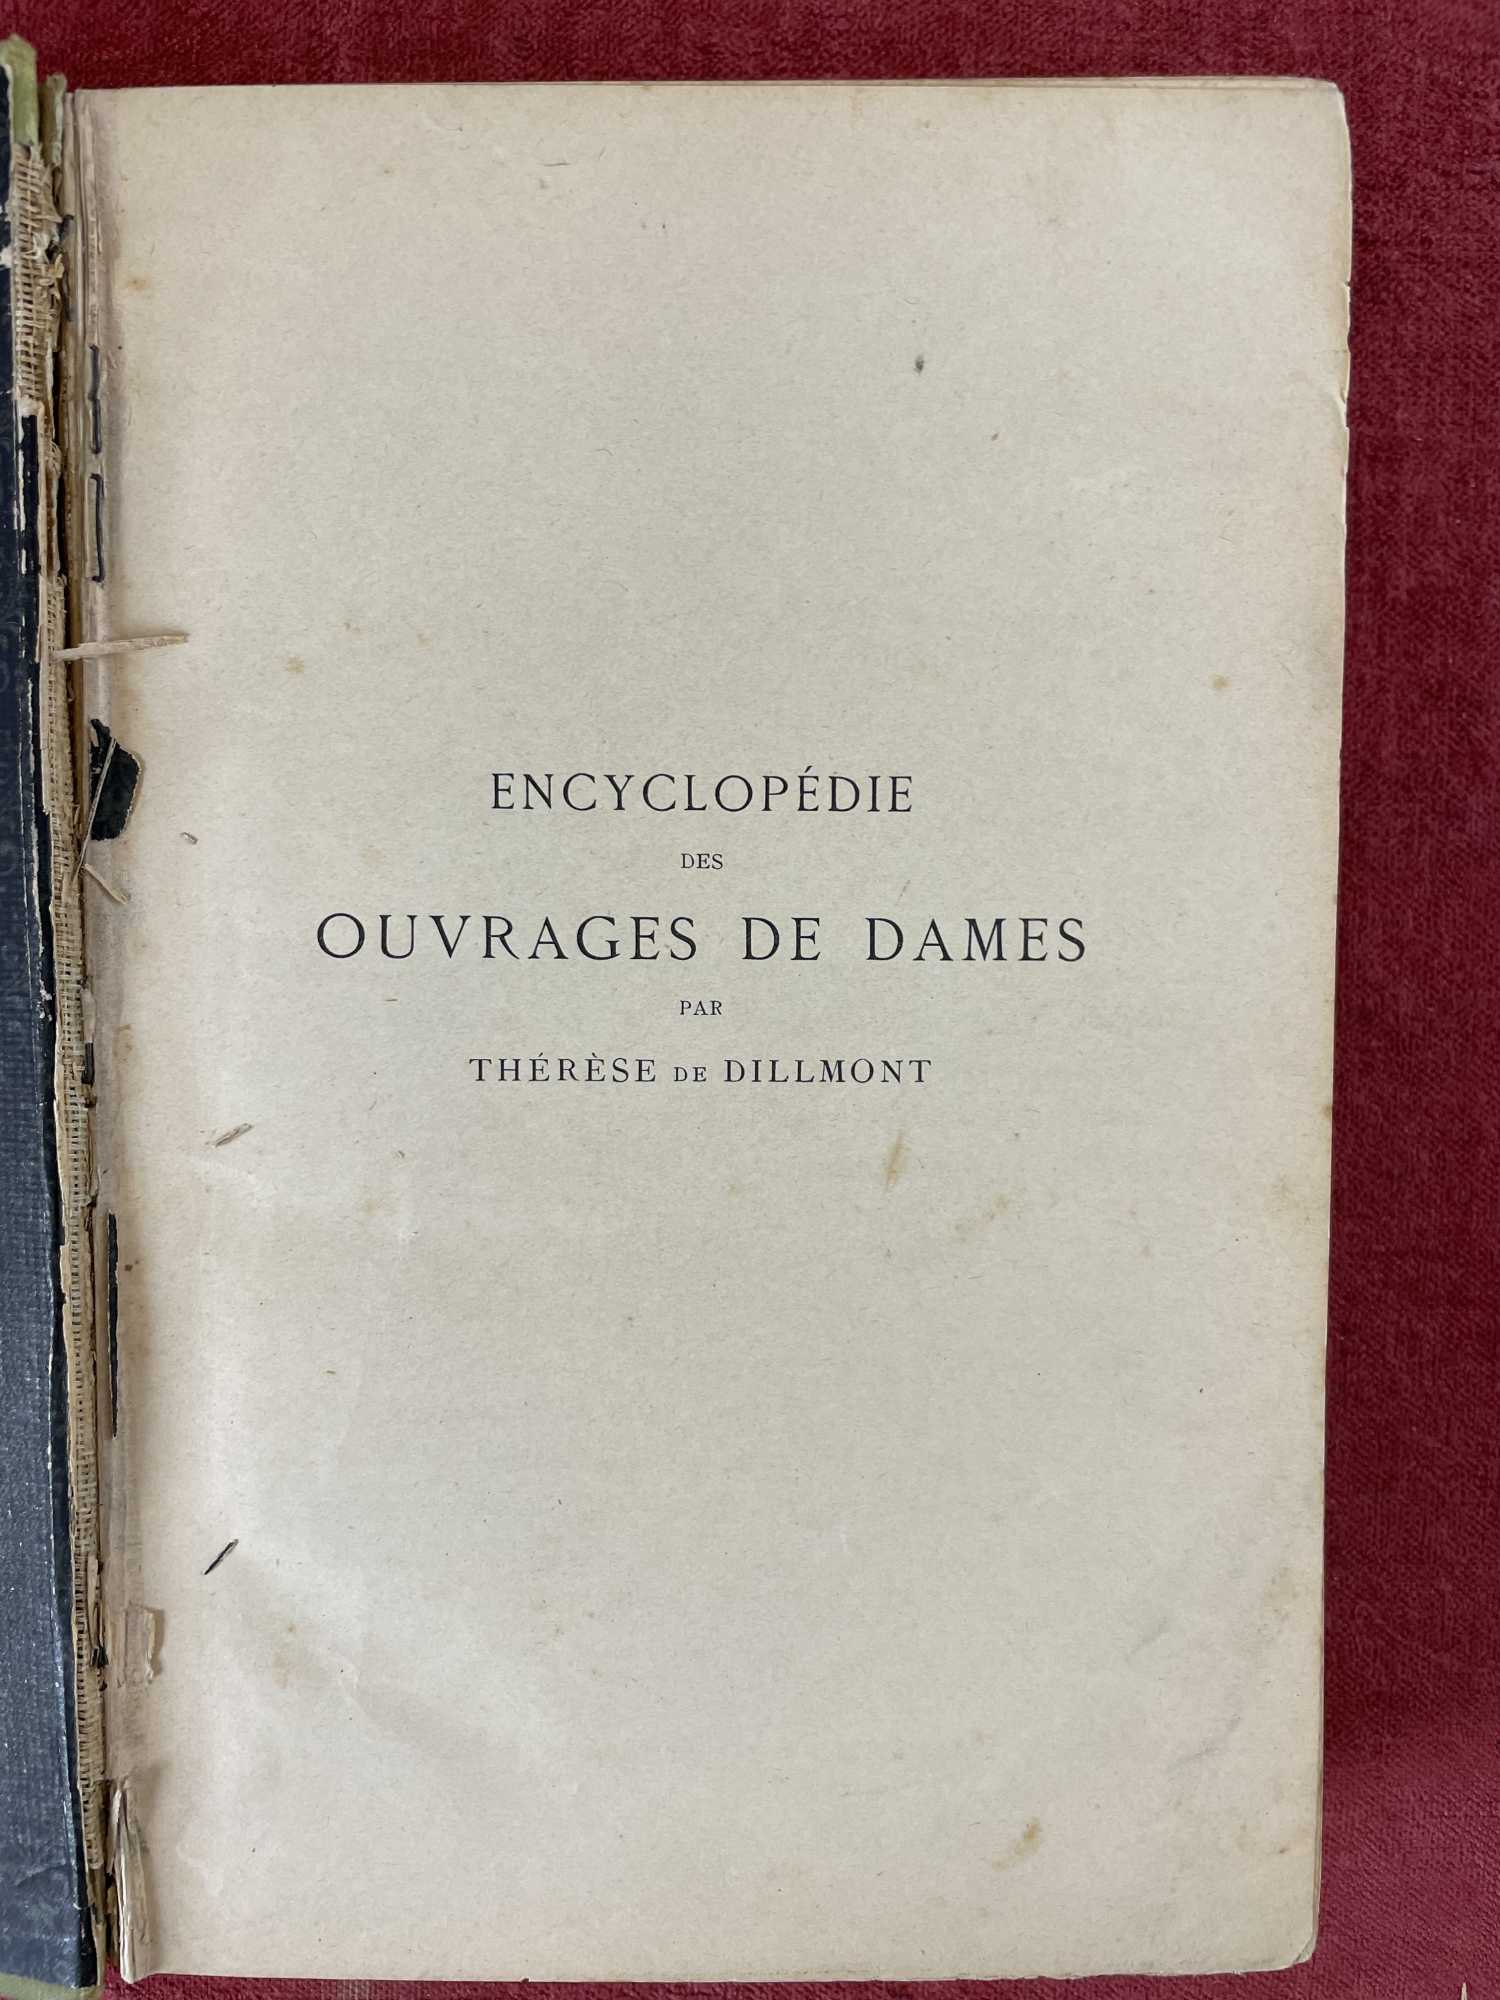 ENCYCLOPÉDIE
DES
OUVRAGES DE DAMES
PAR
THÉRÈSE DE DILLMONT